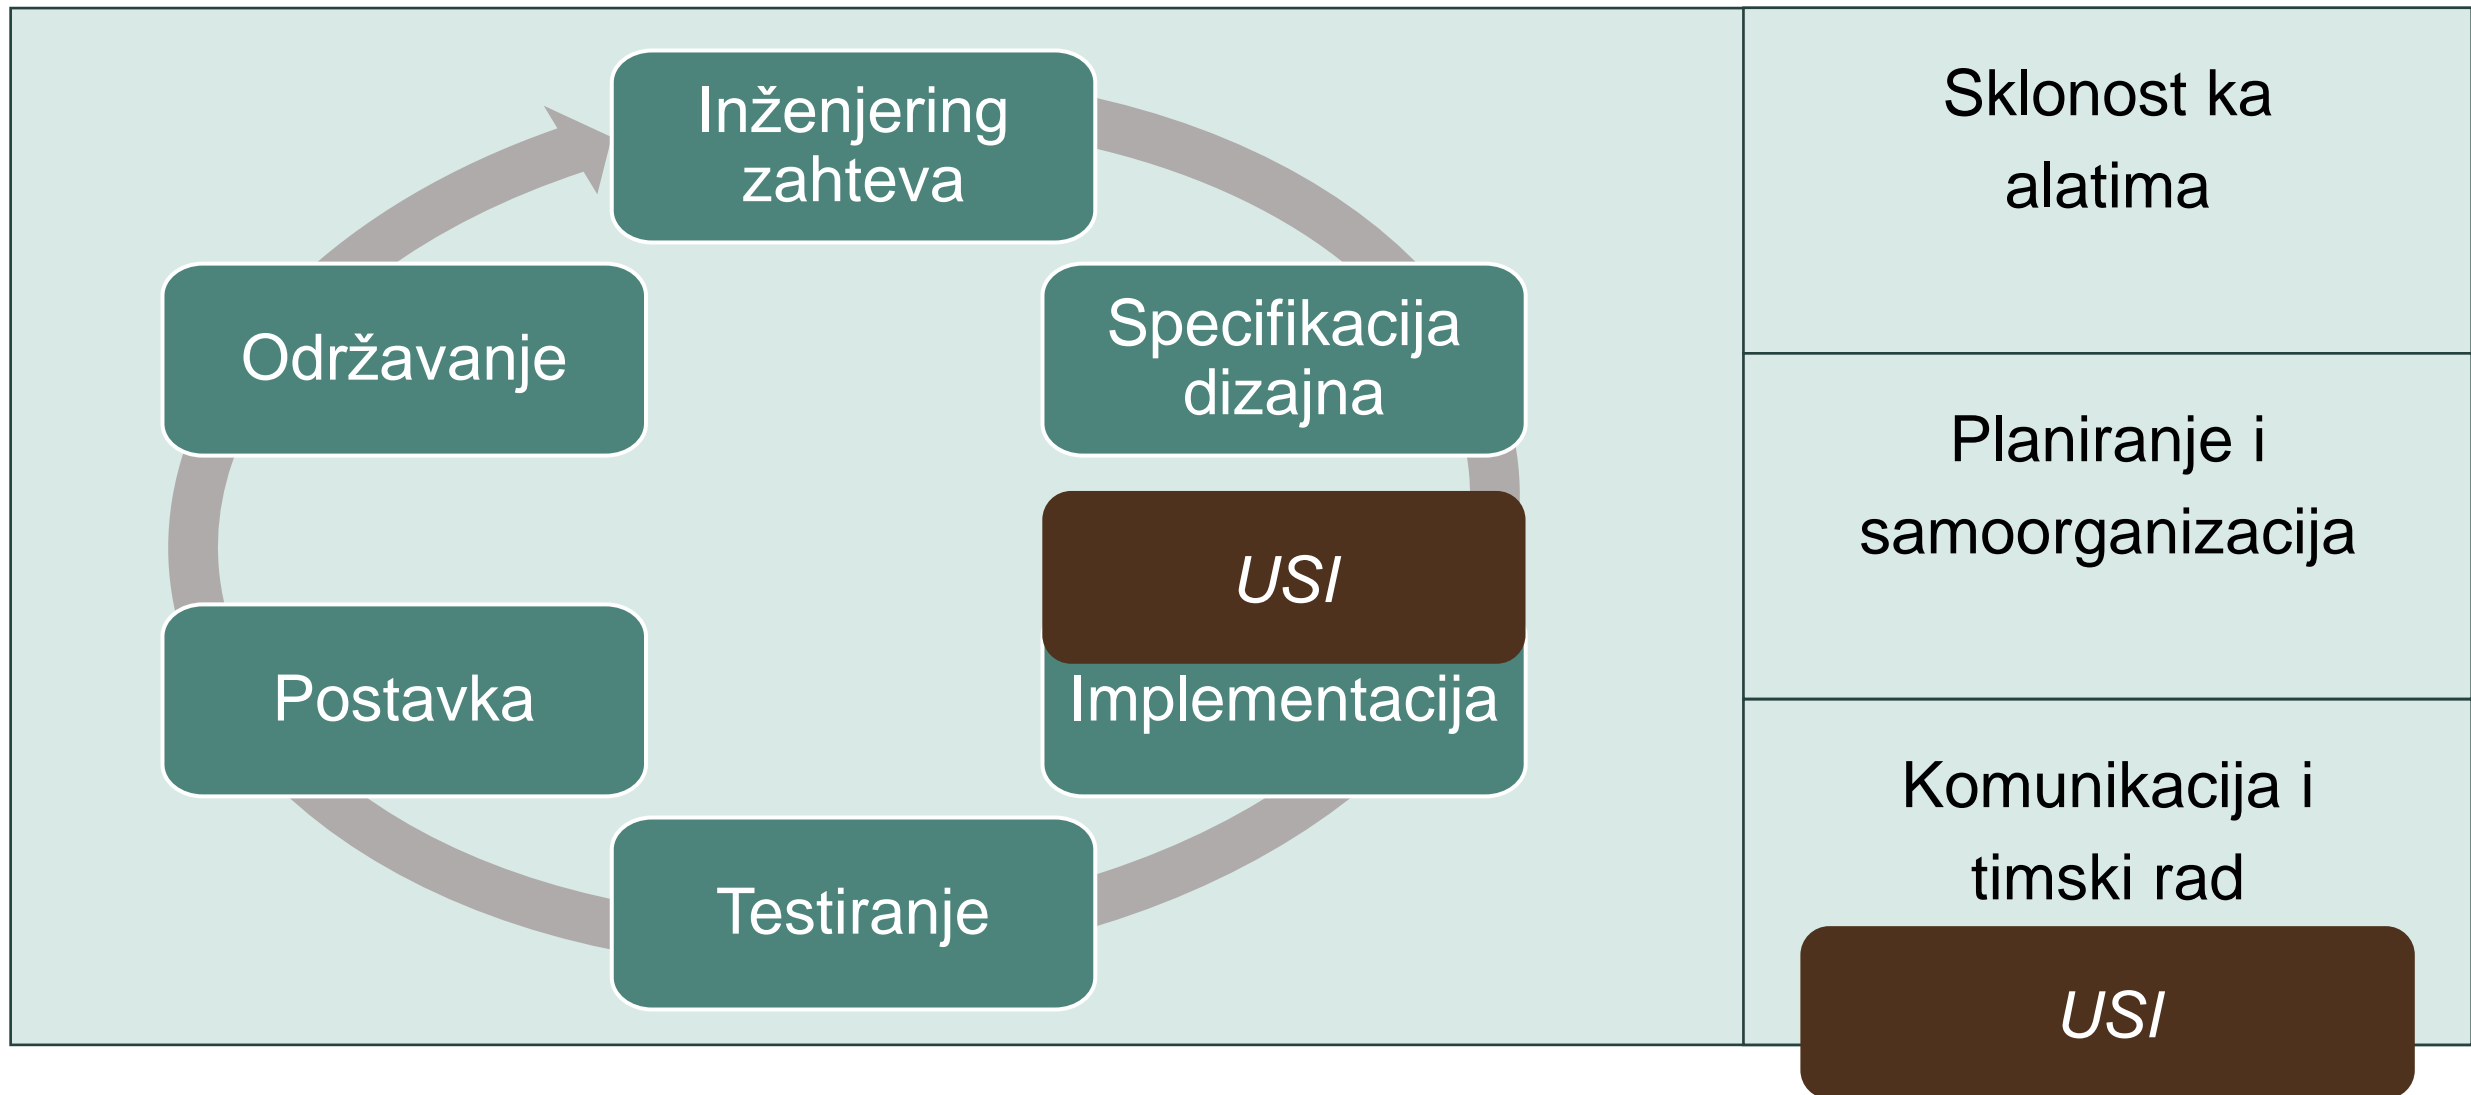 Inženjering
zahteva
Specifikacija
dizajna
USI
Implementacija
Testiranje
Postavka
Održavanje
Sklonost ka
alatima
Planiranje i
samoorganizacija
Komunikacija i
timski rad
USI